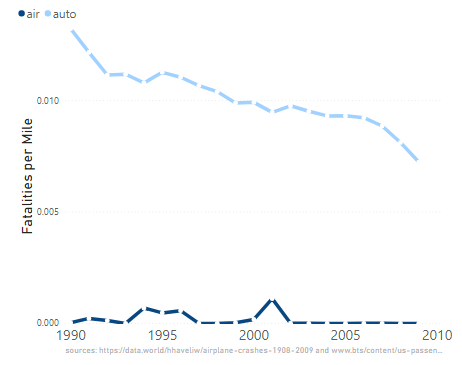 air auto
Fatalities per Mile
0.010
0.005
0.000
1990 1995 2000 2005 2010
sources: https://data.world/hhaveliw/airplane-crashes-1908-2009 and www.bts/content/us-passen...